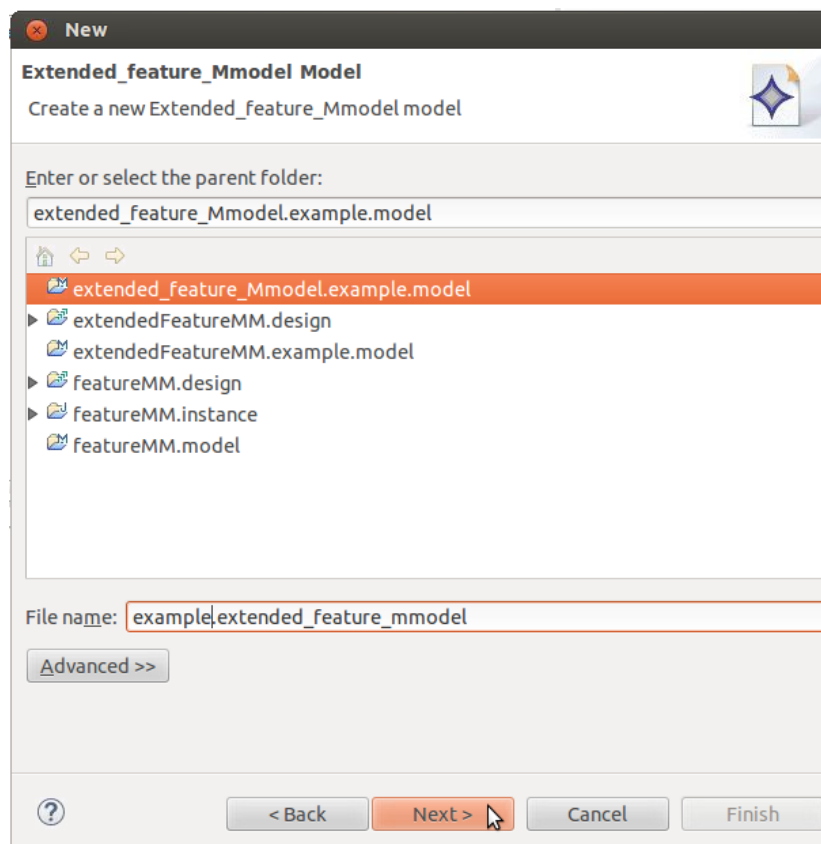 New
Extended_feature_Mmodel Model
Create a new Extended_feature_Mmodel model
Enter or select the parent folder:
extended_feature_Mmodel.example.model
extended_feature_Mmodel.example.model
extendedFeatureMM.design
extendedFeatureMM.example.model
featureMM.design
featureMM.instance
featureMM.model
File name: example.extended_feature_mmodel
Advanced >>
? < Back Next > Cancel Finish